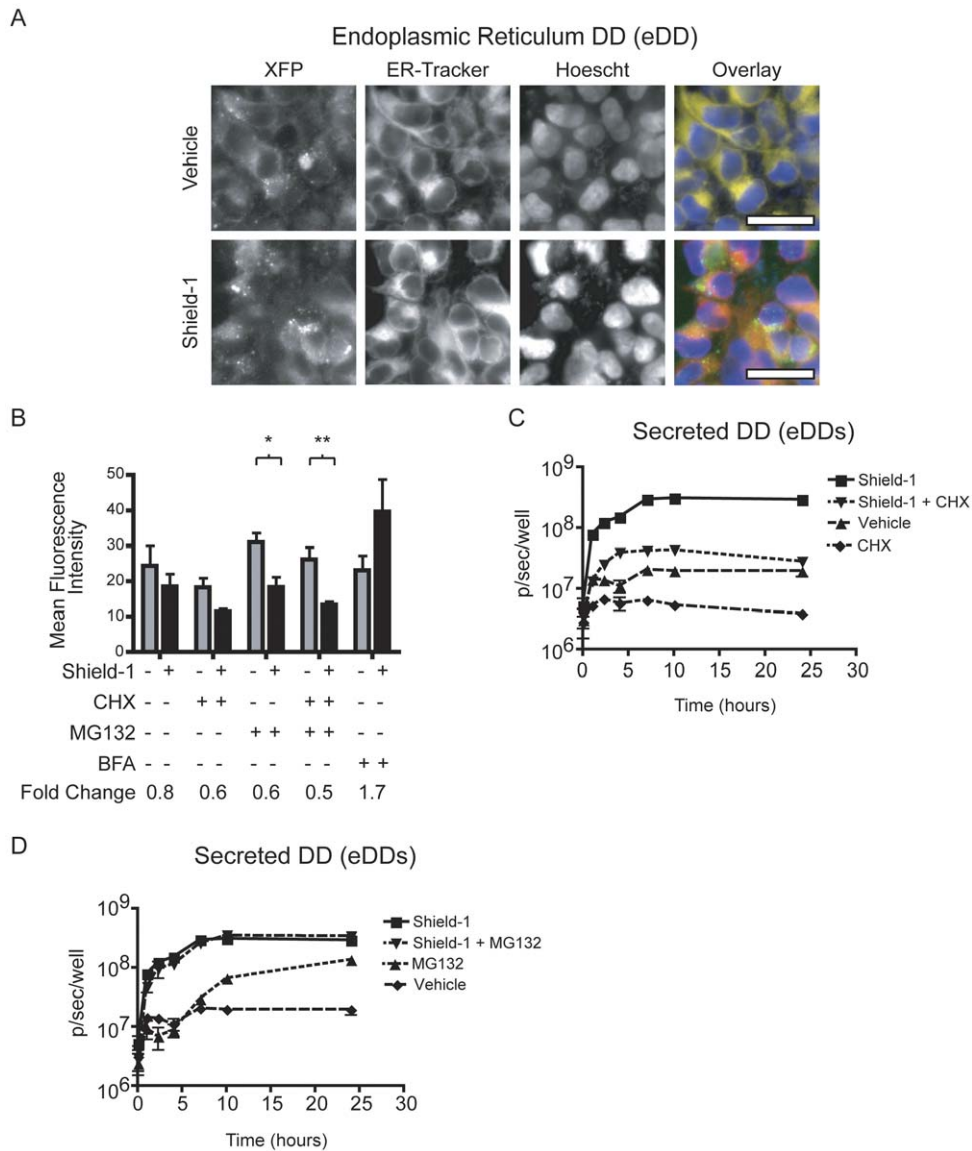 A
Endoplasmic Reticulum DD (eDD)
XFP ER-Tracker Hoescht Overlay
Vehicle
Shield-1
B
* **
Mean Fluorescence
Intensity
50
40
30
20
10
0
Shield-1 - + - + - + - + - +
CHX - - + + - - + + - -
MG132 - - - - + + + + - -
BFA - - - - - - - - + +
Fold Change 0.8 0.6 0.6 0.5 1.7
C
Secreted DD (eDDs)
p/sec/well
10^9
10^8
10^7
10^6
0 5 10 15 20 25 30
Time (hours)
Shield-1
Shield-1 + CHX
Vehicle
CHX
D
Secreted DD (eDDs)
p/sec/well
10^9
10^8
10^7
10^6
0 5 10 15 20 25 30
Time (hours)
Shield-1
Shield-1 + MG132
MG132
Vehicle